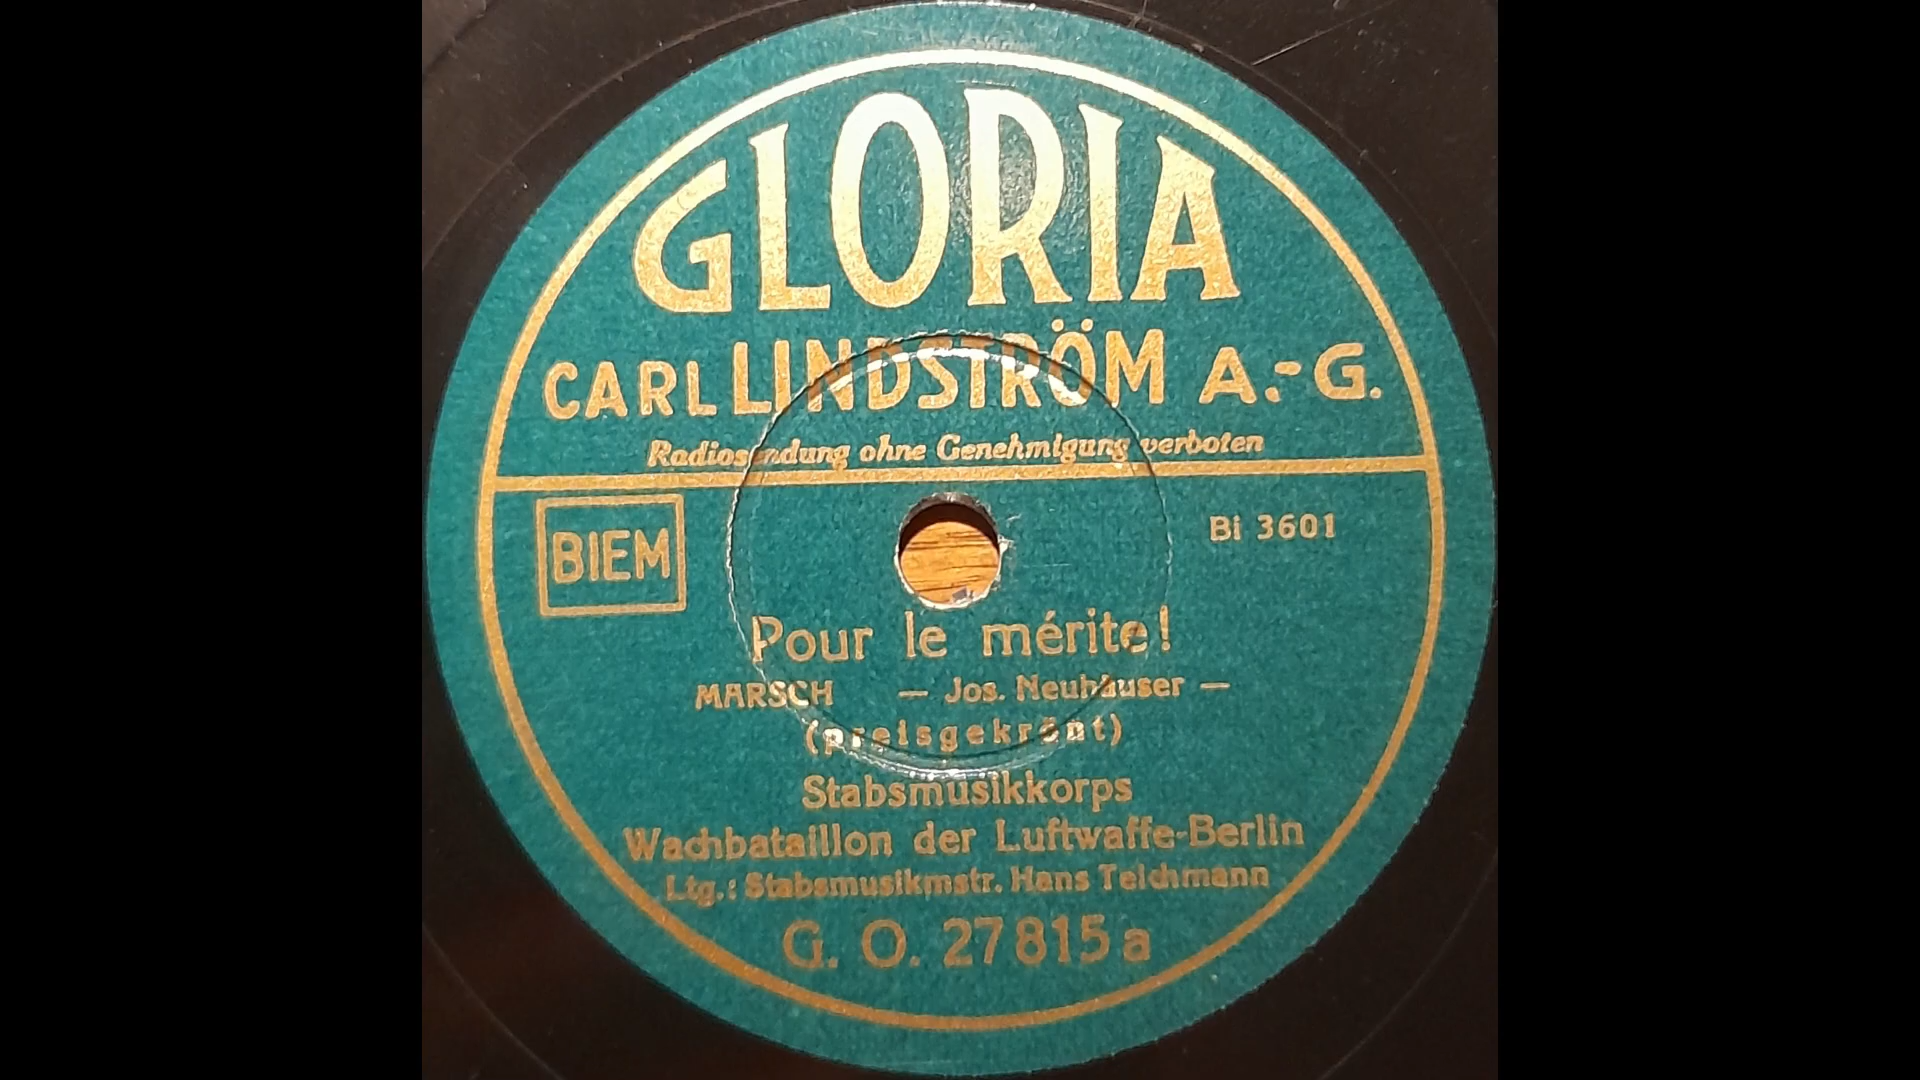 GLORIA
CARL LINDSTRÖM A.-G.
Radiosendung ohne Genehmigung verboten
BIEM
Bi 3601
Pour le mérite!
MARSCH — Jos. Neuhäuser —
(preisgekrönt)
Stabsmusikkorps
Wachbataillon der Luftwaffe-Berlin
Ltg.: Stabsmusikmstr. Hans Teichmann
G. O. 27815 a